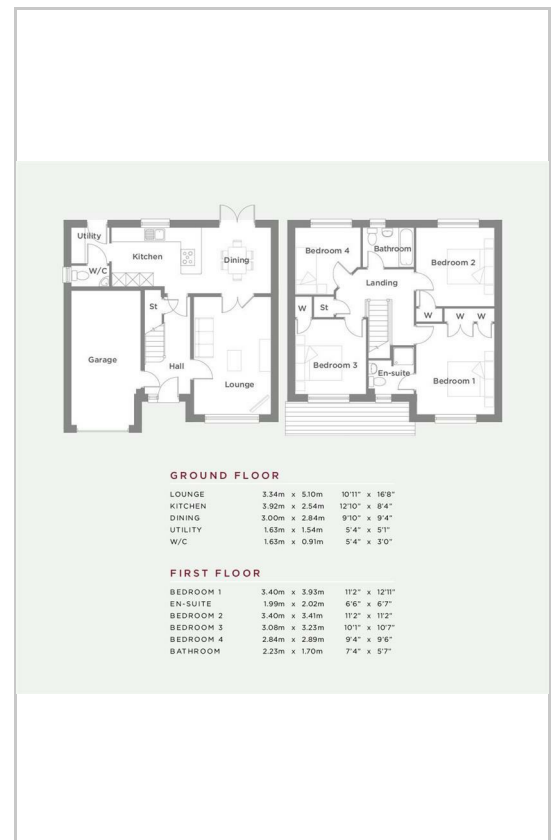 Utility
Kitchen
Dining
W/C
St
Garage
Hall
Lounge
Bedroom 4
Bathroom
Bedroom 2
Landing
W
St
W
W
W
Bedroom 3
En-suite
Bedroom 1
GROUND FLOOR
LOUNGE 3.34m x 5.10m 10'11" x 16'8"
KITCHEN 3.92m x 2.54m 12'10" x 8'4"
DINING 3.00m x 2.84m 9'10" x 9'4"
UTILITY 1.63m x 1.54m 5'4" x 5'1"
W/C 1.63m x 0.91m 5'4" x 3'0"
FIRST FLOOR
BEDROOM 1 3.40m x 3.93m 11'2" x 12'11"
EN-SUITE 1.99m x 2.02m 6'6" x 6'7"
BEDROOM 2 3.40m x 3.41m 11'2" x 11'2"
BEDROOM 3 3.08m x 3.23m 10'1" x 10'7"
BEDROOM 4 2.84m x 2.89m 9'4" x 9'6"
BATHROOM 2.23m x 1.70m 7'4" x 5'7"